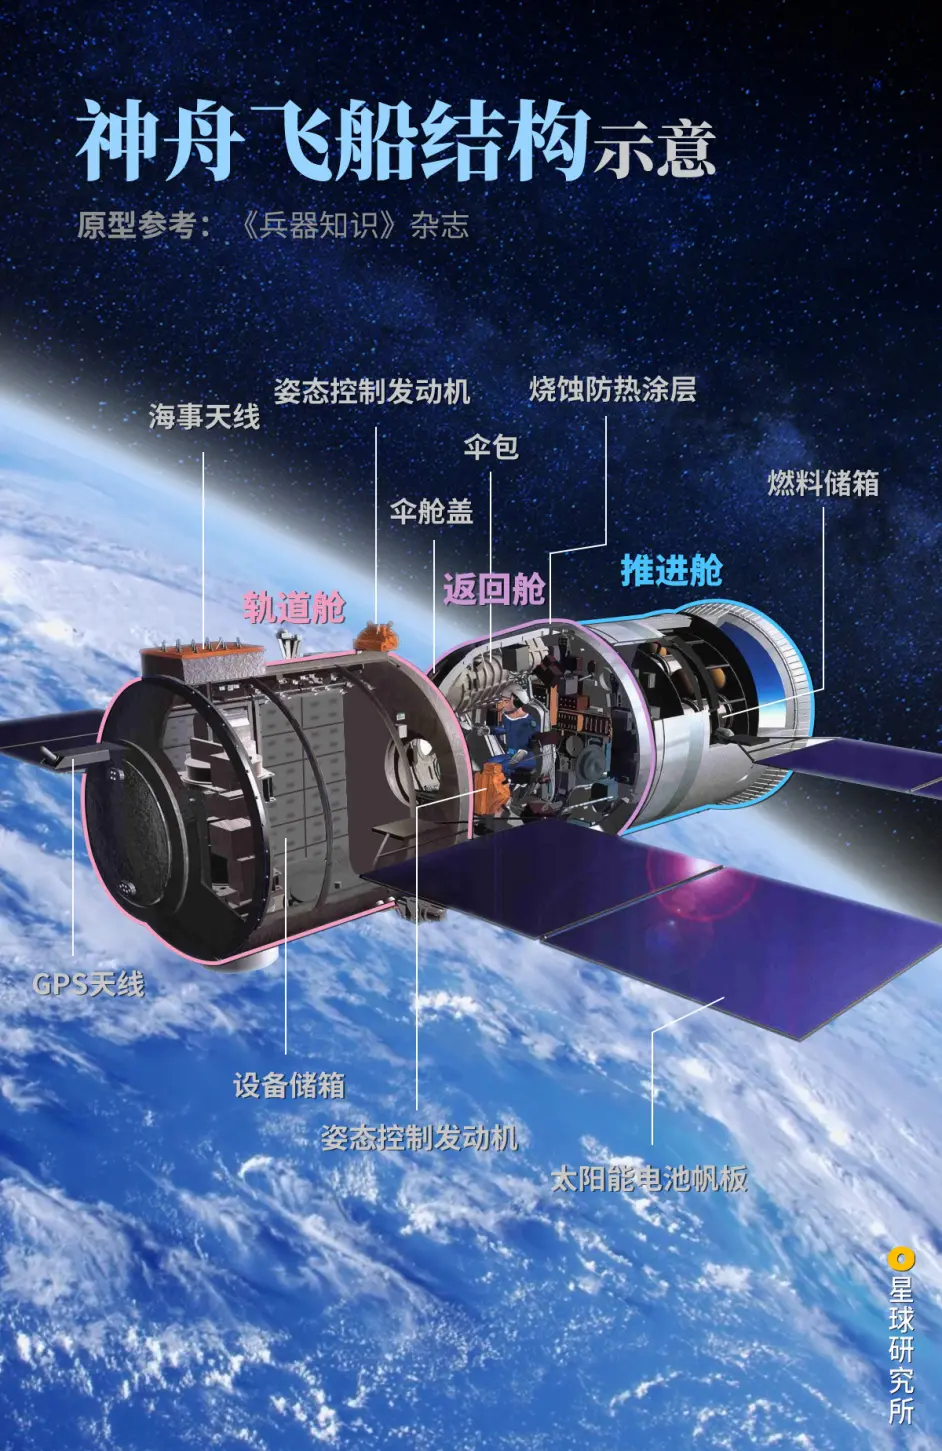 神舟飞船结构示意
原型参考：《兵器知识》杂志
姿态控制发动机
烧蚀防热涂层
海事天线
伞包
燃料储箱
伞舱盖
推进舱
返回舱
轨道舱
GPS天线
设备储箱
姿态控制发动机
太阳能电池帆板
星球研究所